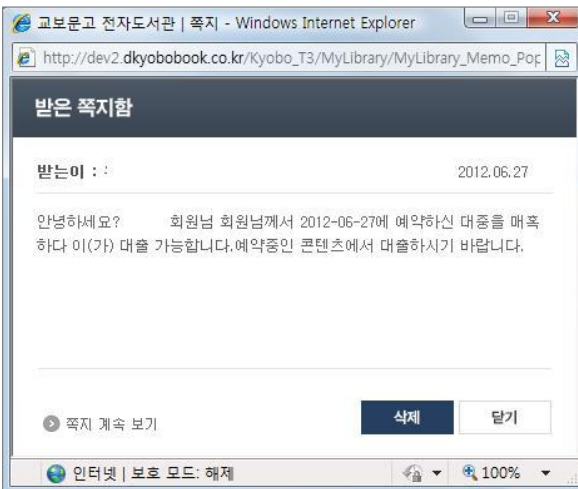 교보문고 전자도서관 | 쪽지 - Windows Internet Explorer
http://dev2.dkyobobook.co.kr/Kyobo_T3/MyLibrary/MyLibrary_Memo_Pop
받은 쪽지함
받는이 : : 2012.06.27
안녕하세요? 회원님 회원님께서 2012-06-27에 예약하신 대중을 매혹
하다 이(가) 대출 가능합니다.예약중인 콘텐츠에서 대출하시기 바랍니다.
쪽지 계속 보기 삭제 닫기
인터넷 | 보호 모드: 해제 100%